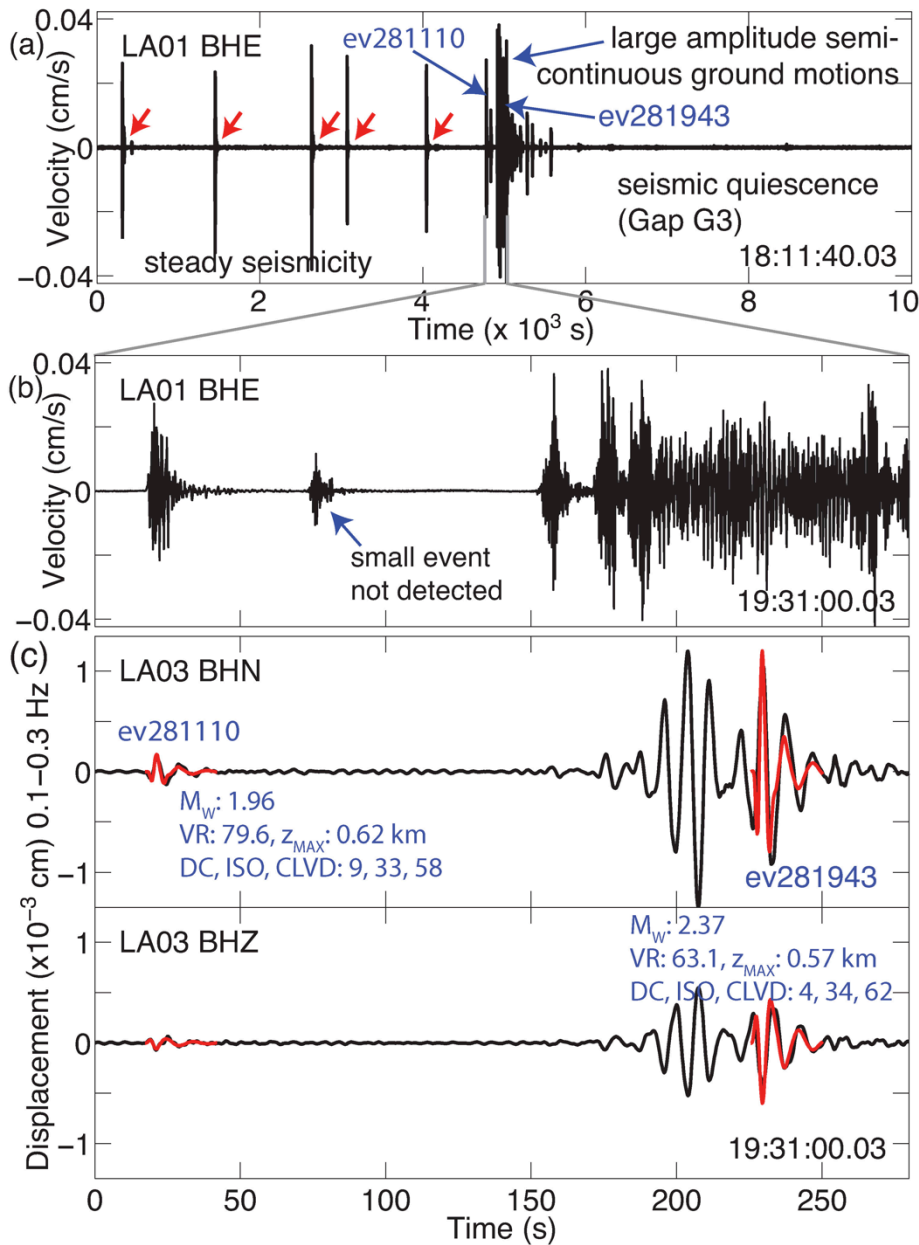 (a)
LA01 BHE
ev281110
large amplitude semi-
continuous ground motions
ev281943
seismic quiescence
(Gap G3)
steady seismicity
18:11:40.03
Velocity (cm/s)
0.04
0
−0.04
0 2 4 6 8 10
Time (x 10³ s)
(b)
LA01 BHE
Velocity (cm/s)
0.04
0
−0.04
small event
not detected
19:31:00.03
(c)
LA03 BHN
ev281110
M_W: 1.96
VR: 79.6, z_MAX: 0.62 km
DC, ISO, CLVD: 9, 33, 58
ev281943
1
0
−1
Displacement (x10⁻³ cm) 0.1−0.3 Hz
LA03 BHZ
M_W: 2.37
VR: 63.1, z_MAX: 0.57 km
DC, ISO, CLVD: 4, 34, 62
1
0
−1
19:31:00.03
0 50 100 150 200 250
Time (s)